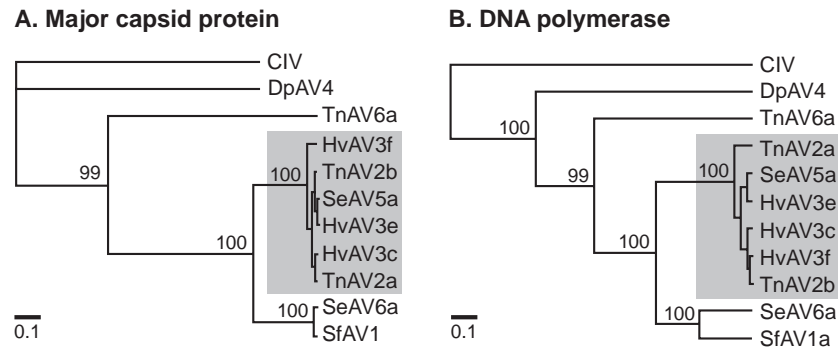 A. Major capsid protein
CIV
DpAV4
TnAV6a
99
HvAV3f
100
TnAV2b
SeAV5a
HvAV3e
100
HvAV3c
TnAV2a
100
SeAV6a
SfAV1
0.1
B. DNA polymerase
CIV
DpAV4
100
TnAV6a
99
TnAV2a
100
SeAV5a
HvAV3e
HvAV3c
100
HvAV3f
TnAV2b
100
SeAV6a
SfAV1a
0.1